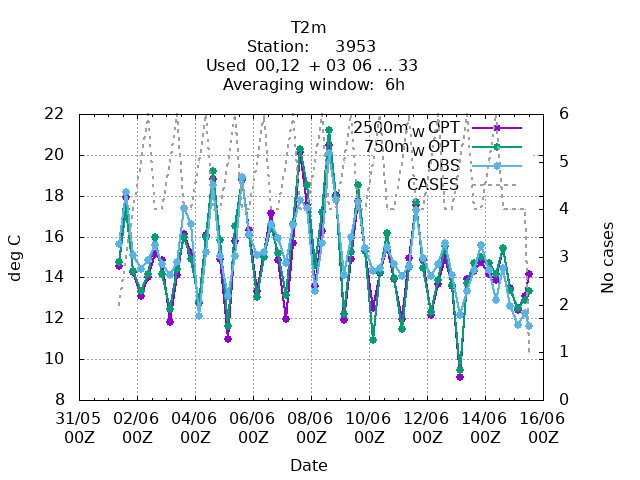 T2m
Station: 3953
Used 00,12 + 03 06 ... 33
Averaging window: 6h
2500m_W OPT
750m_W OPT
OBS
CASES
22
20
18
16
14
12
10
8
deg C
6
5
4
3
2
1
0
No cases
31/05 02/06 04/06 06/06 08/06 10/06 12/06 14/06 16/06
00Z 00Z 00Z 00Z 00Z 00Z 00Z 00Z 00Z
Date